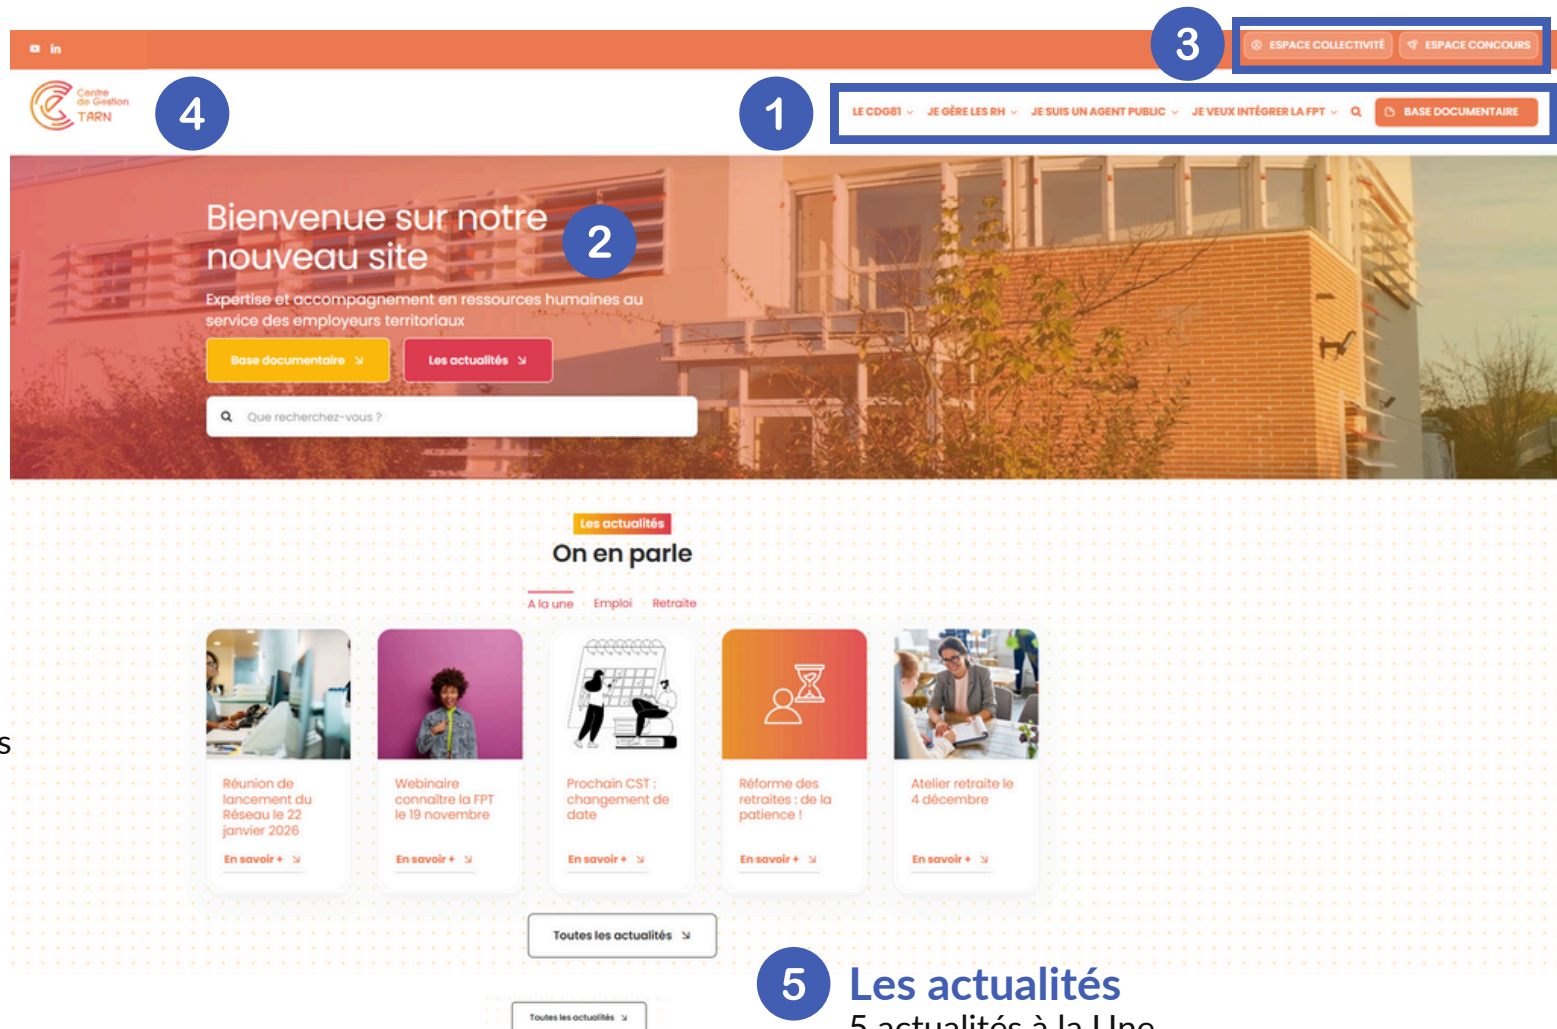 in
3
ESPACE COLLECTIVITÉ
ESPACE CONCOURS
Centre
de Gestion
TARN
4
1
LE CDG81
JE GÈRE LES RH
JE SUIS UN AGENT PUBLIC
JE VEUX INTÉGRER LA FPT
BASE DOCUMENTAIRE
Bienvenue sur notre
nouveau site
2
Expertise et accompagnement en ressources humaines au
service des employeurs territoriaux
Base documentaire
Les actualités
Que recherchez-vous ?
Les actualités
On en parle
A la une
Emploi
Retraite
s
Réunion de
lancement du
Réseau le 22
janvier 2026
En savoir +
Webinaire
connaître la FPT
le 19 novembre
En savoir +
Prochain CST :
changement de
date
En savoir +
Réforme des
retraites : de la
patience !
En savoir +
Atelier retraite le
4 décembre
En savoir +
Toutes les actualités
5
Les actualités
Toutes les actualités
5 actualités à la Une